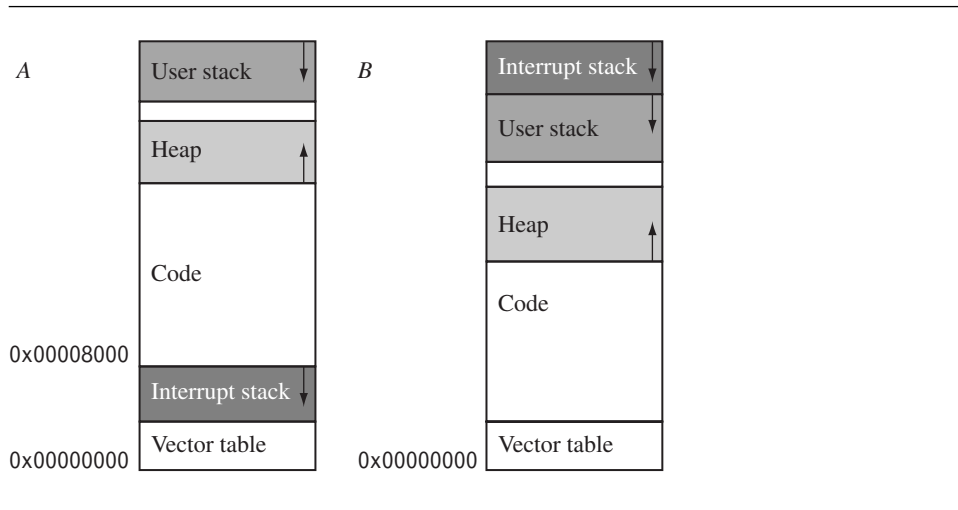 A
User stack
Heap
Code
0x00008000
Interrupt stack
Vector table
0x00000000
B
Interrupt stack
User stack
Heap
Code
Vector table
0x00000000